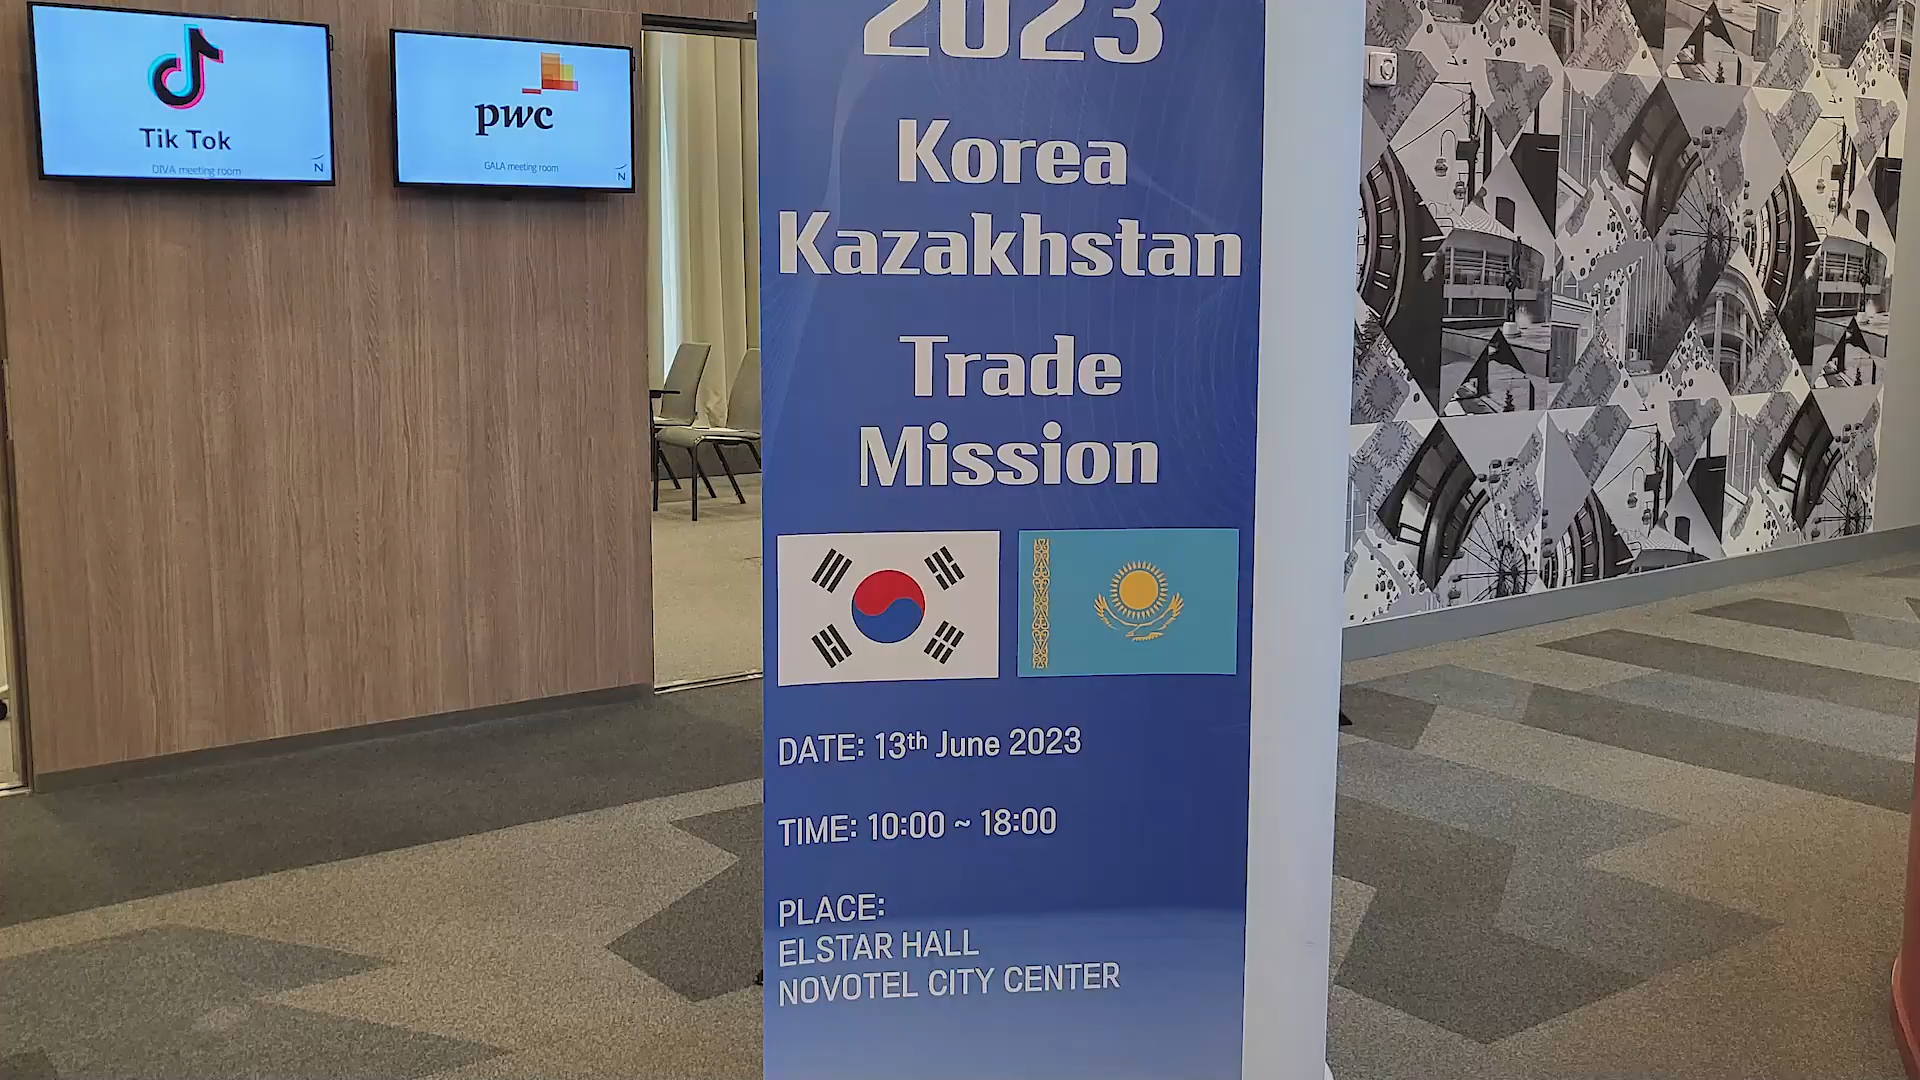 Tik Tok
DIVA meeting room
N
pwc
GALA meeting room
N
2023
Korea
Kazakhstan
Trade
Mission
DATE: 13th June 2023
TIME: 10:00 ~ 18:00
PLACE:
ELSTAR HALL
NOVOTEL CITY CENTER